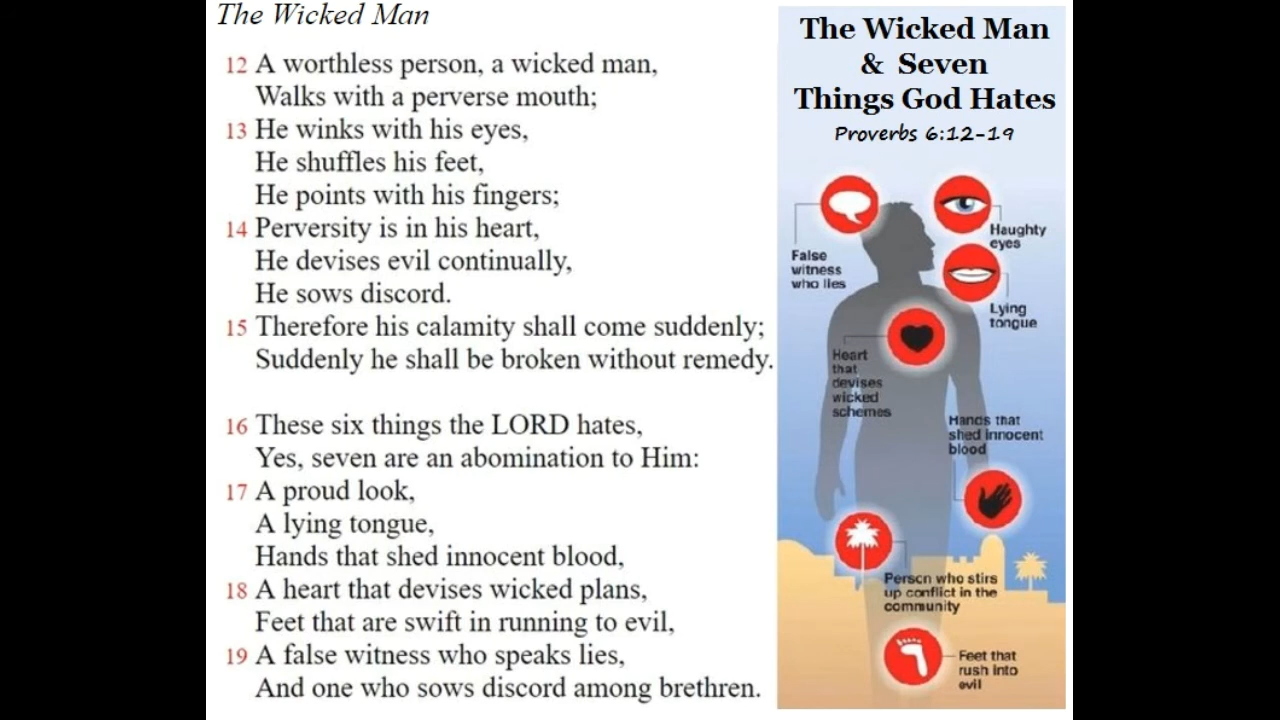 The Wicked Man
12 A worthless person, a wicked man,
Walks with a perverse mouth;
13 He winks with his eyes,
He shuffles his feet,
He points with his fingers;
14 Perversity is in his heart,
He devises evil continually,
He sows discord.
15 Therefore his calamity shall come suddenly;
Suddenly he shall be broken without remedy.
16 These six things the LORD hates,
Yes, seven are an abomination to Him:
17 A proud look,
A lying tongue,
Hands that shed innocent blood,
18 A heart that devises wicked plans,
Feet that are swift in running to evil,
19 A false witness who speaks lies,
And one who sows discord among brethren.
The Wicked Man
& Seven
Things God Hates
Proverbs 6:12-19
False
witness
who lies
Haughty
eyes
Lying
tongue
Heart
that
devises
wicked
schemes
Hands that
shed innocent
blood
Person who stirs
up conflict in the
community
Feet that
rush into
evil